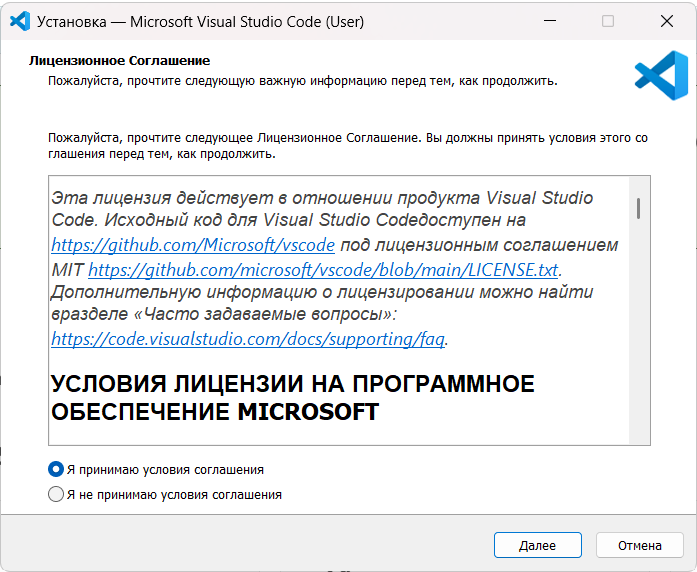 Установка — Microsoft Visual Studio Code (User)
Лицензионное Соглашение
Пожалуйста, прочтите следующую важную информацию перед тем, как продолжить.
Пожалуйста, прочтите следующее Лицензионное Соглашение. Вы должны принять условия этого со
глашения перед тем, как продолжить.
Эта лицензия действует в отношении продукта Visual Studio
Code. Исходный код для Visual Studio Codeдоступен на
https://github.com/Microsoft/vscode под лицензионным соглашением
MIT https://github.com/microsoft/vscode/blob/main/LICENSE.txt.
Дополнительную информацию о лицензировании можно найти
вразделе «Часто задаваемые вопросы»:
https://code.visualstudio.com/docs/supporting/faq.
УСЛОВИЯ ЛИЦЕНЗИИ НА ПРОГРАММНОЕ
ОБЕСПЕЧЕНИЕ MICROSOFT
Я принимаю условия соглашения
Я не принимаю условия соглашения
Далее
Отмена